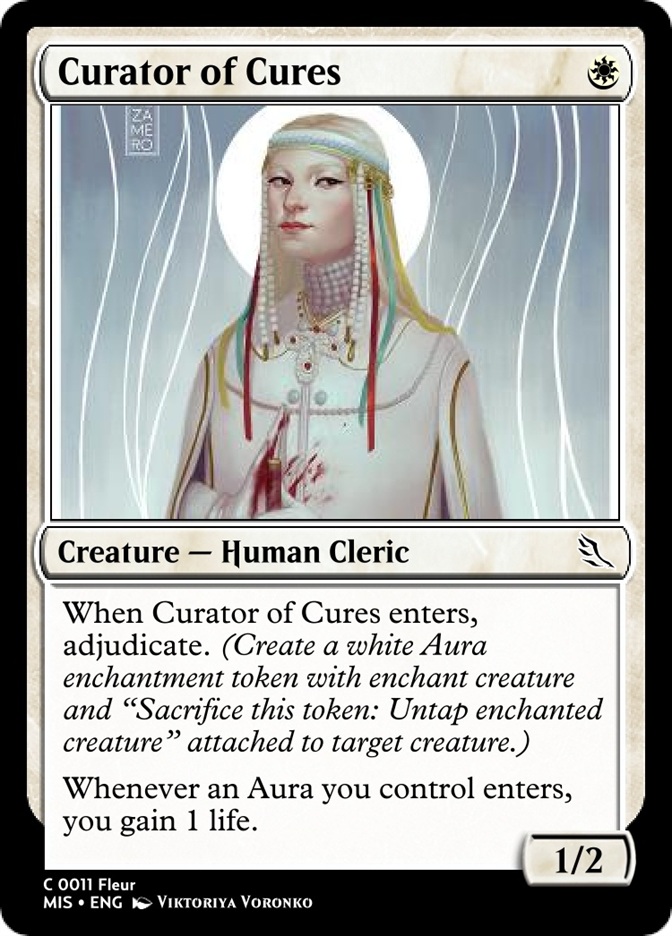 Curator of Cures
ZA
ME
RO
Creature — Human Cleric
When Curator of Cures enters,
adjudicate. (Create a white Aura
enchantment token with enchant creature
and “Sacrifice this token: Untap enchanted
creature” attached to target creature.)
Whenever an Aura you control enters,
you gain 1 life.
1/2
C 0011 Fleur
MIS • ENG Viktoriya Voronko